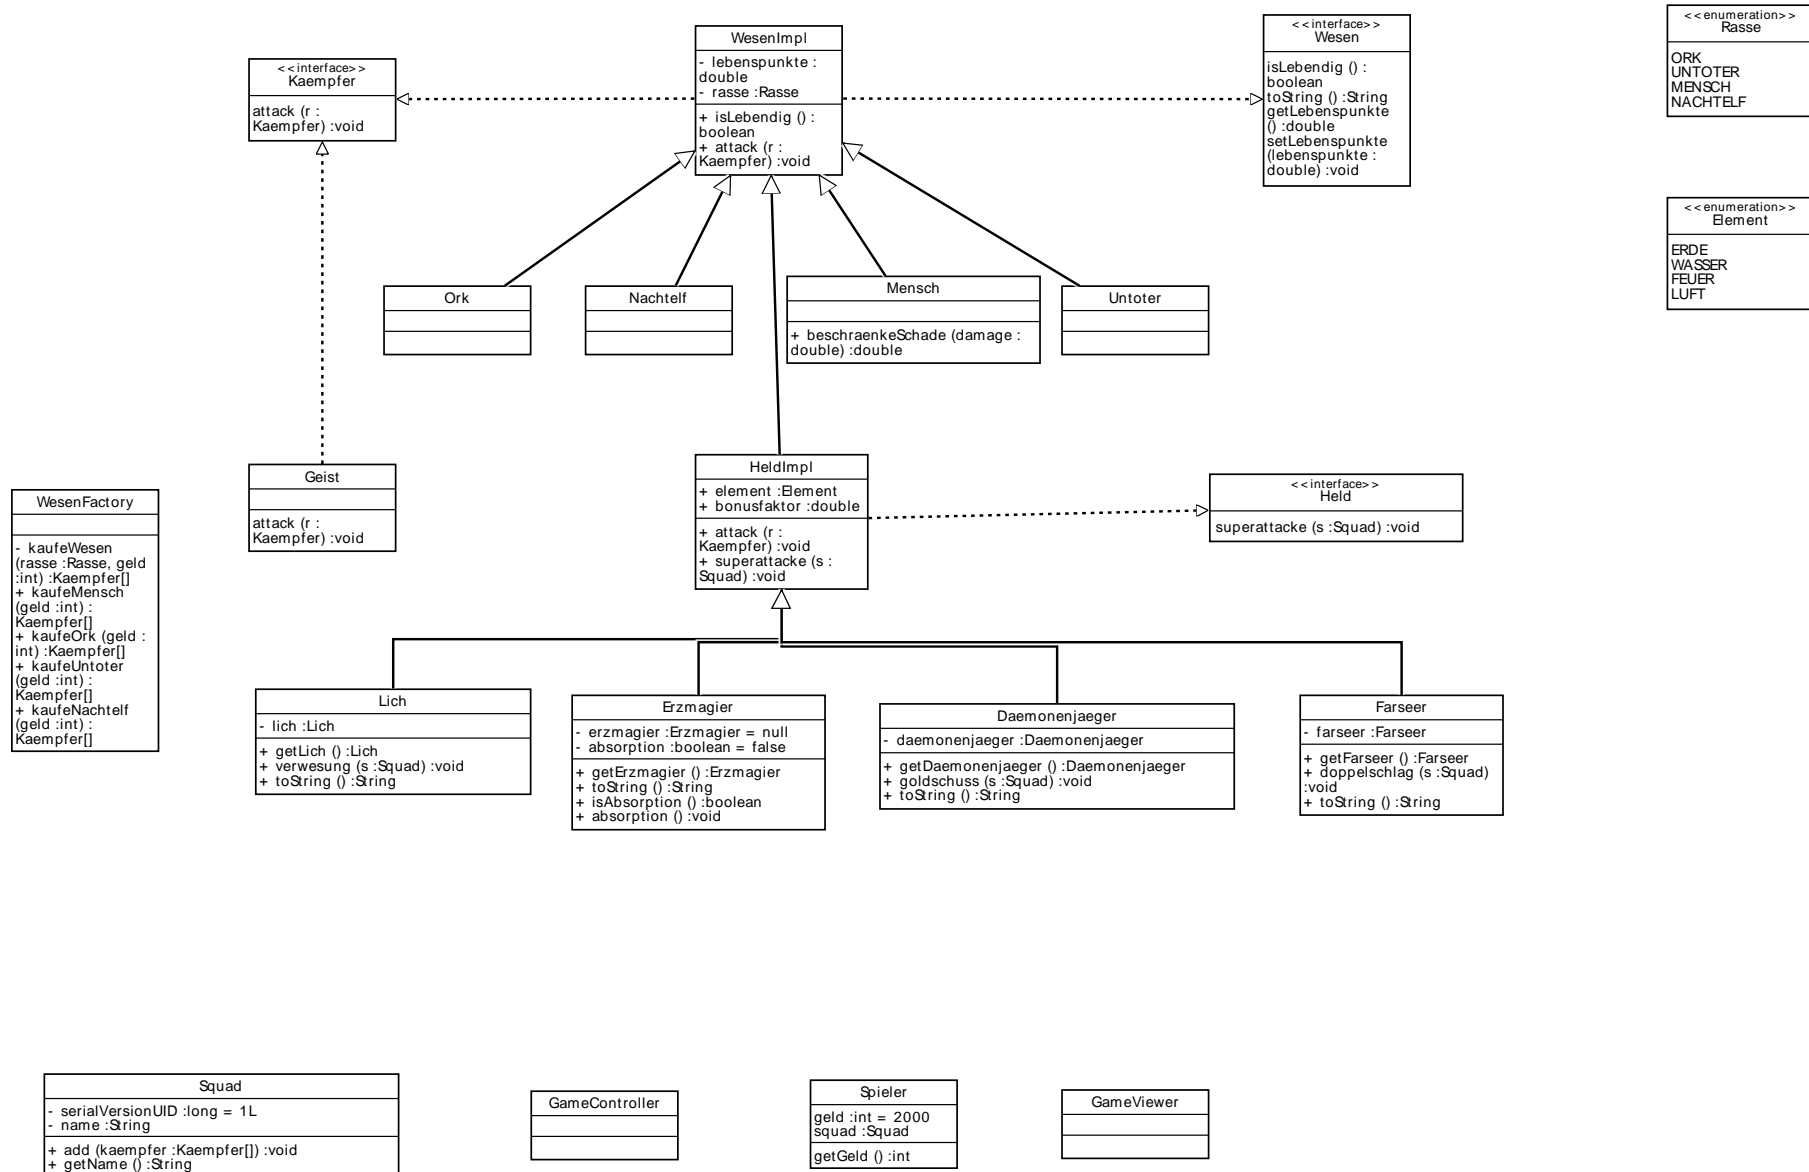 WesenImpl
- lebenspunkte :
double
- rasse :Rasse
+ isLebendig () :
boolean
+ attack (r :
Kaempfer) :void
<<interface>>
Kaempfer
attack (r :
Kaempfer) :void
<<interface>>
Wesen
isLebendig () :
boolean
toString () :String
getLebenspunkte
() :double
setLebenspunkte
(lebenspunkte :
double) :void
<<enumeration>>
Rasse
ORK
UNTOTER
MENSCH
NACHTELF
<<enumeration>>
Element
ERDE
WASSER
FEUER
LUFT
Ork
Nachtelf
Mensch
+ beschraenkeSchade (damage :
double) :double
Untoter
WesenFactory
- kaufeWesen
(rasse :Rasse, geld
:int) :Kaempfer[]
+ kaufeMensch
(geld :int) :
Kaempfer[]
+ kaufeOrk (geld :
int) :Kaempfer[]
+ kaufeUntoter
(geld :int) :
Kaempfer[]
+ kaufeNachtelf
(geld :int) :
Kaempfer[]
Geist
attack (r :
Kaempfer) :void
HeldImpl
+ element :Element
+ bonusfaktor :double
+ attack (r :
Kaempfer) :void
+ superattacke (s :
Squad) :void
<<interface>>
Held
superattacke (s :Squad) :void
Lich
- lich :Lich
+ getLich () :Lich
+ verwesung (s :Squad) :void
+ toString () :String
Erzmagier
- erzmagier :Erzmagier = null
- absorption :boolean = false
+ getErzmagier () :Erzmagier
+ toString () :String
+ isAbsorption () :boolean
+ absorption () :void
Daemonenjaeger
- daemonenjaeger :Daemonenjaeger
+ getDaemonenjaeger () :Daemonenjaeger
+ goldschuss (s :Squad) :void
+ toString () :String
Farseer
- farseer :Farseer
+ getFarseer () :Farseer
+ doppelschlag (s :Squad)
:void
+ toString () :String
Squad
- serialVersionUID :long = 1L
- name :String
+ add (kaempfer :Kaempfer[]) :void
+ getName () :String
GameController
Spieler
geld :int = 2000
squad :Squad
getGeld () :int
GameViewer